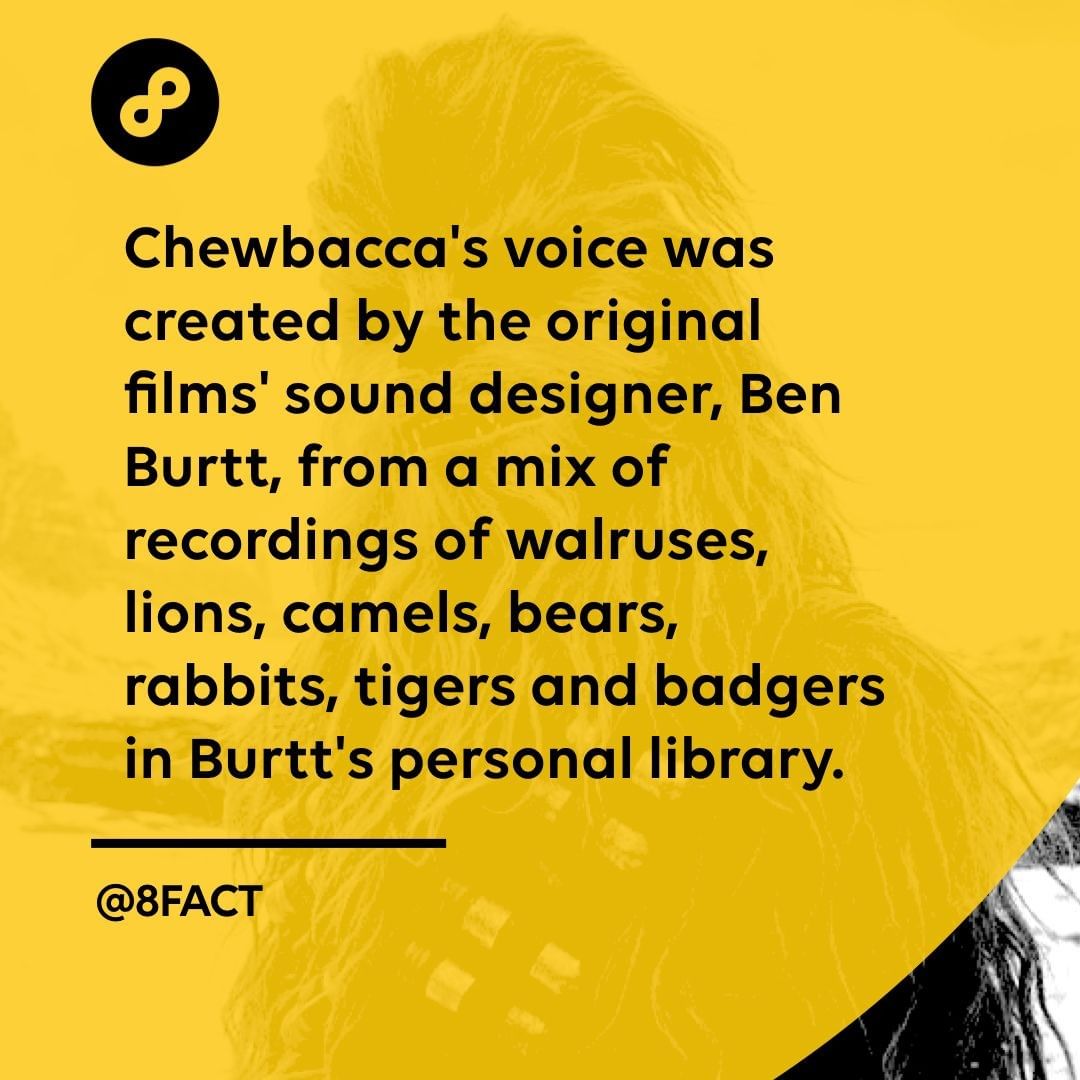 Chewbacca's voice was
created by the original
films' sound designer, Ben
Burtt, from a mix of
recordings of walruses,
lions, camels, bears,
rabbits, tigers and badgers
in Burtt's personal library.
@8FACT